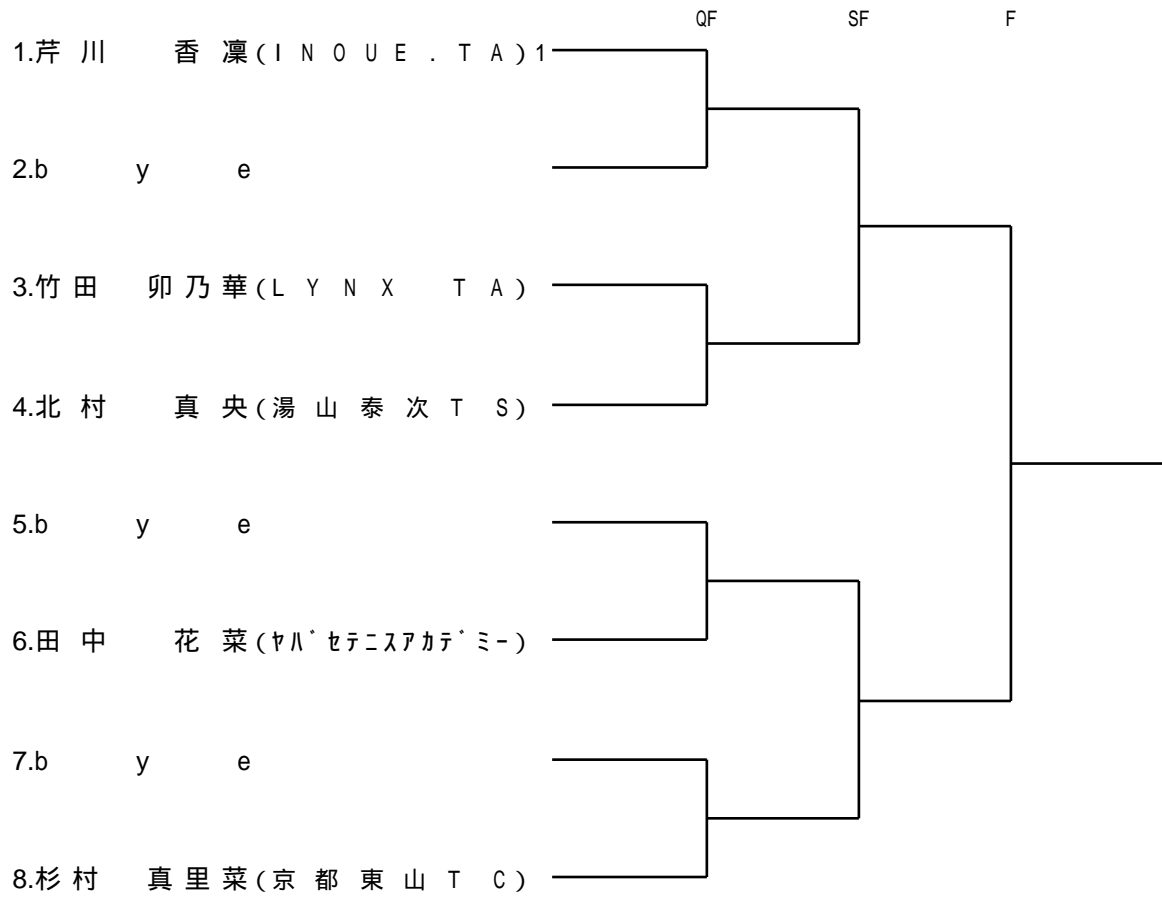 QF SF F
1.芹 川 香 凜(I N O U E . T A)1
2.b y e
3.竹 田 卯 乃 華(L Y N X T A)
4.北 村 真 央(湯 山 泰 次 T S)
5.b y e
6.田 中 花 菜(ﾔﾊﾞｾﾃﾆｽｱｶﾃﾞﾐｰ)
7.b y e
8.杉 村 真 里 菜(京 都 東 山 T C)